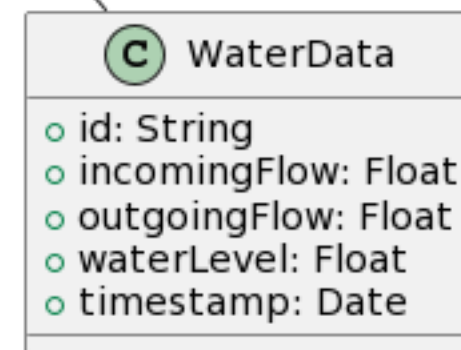 C WaterData
id: String
incomingFlow: Float
outgoingFlow: Float
waterLevel: Float
timestamp: Date